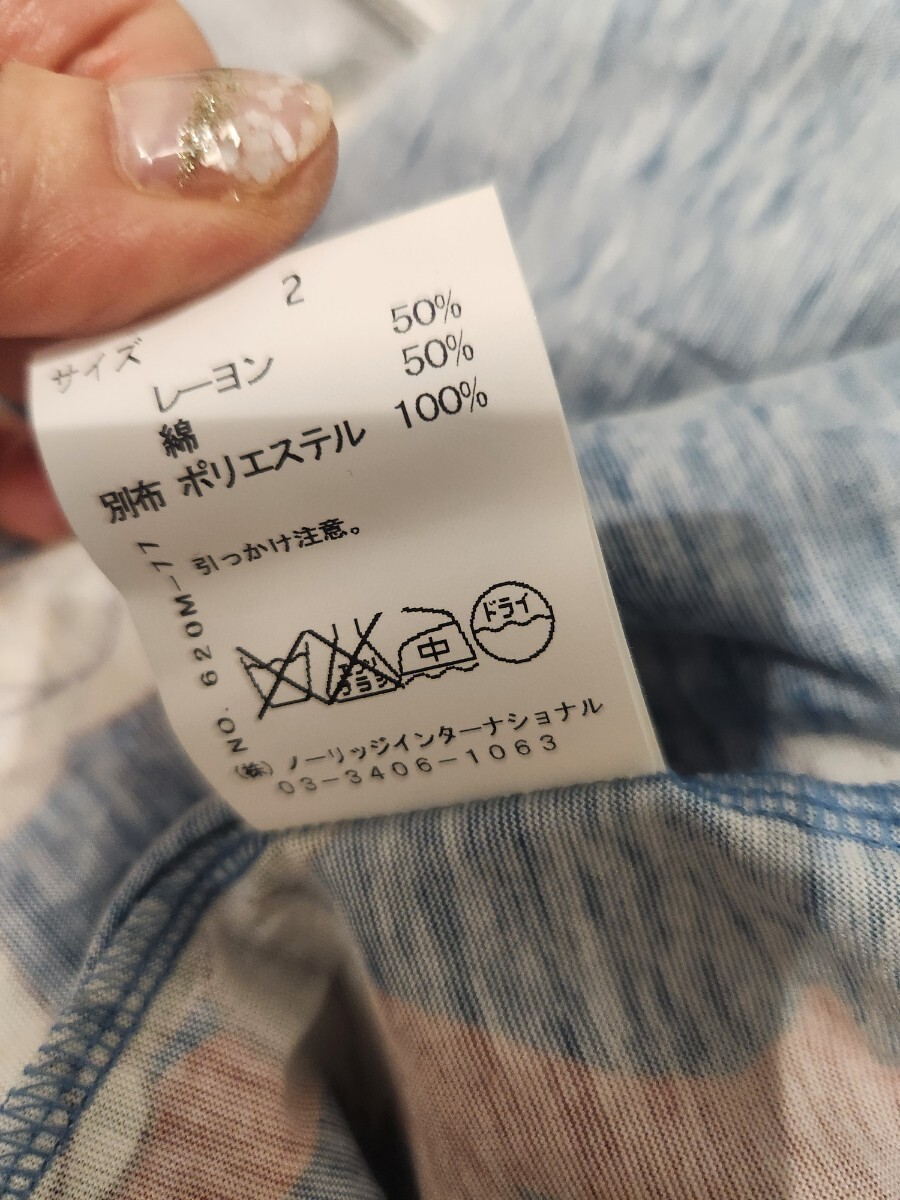 サイズ 2
レーヨン 50%
綿 50%
別布 ポリエステル 100%
引っかけ注意。
NO. 620M-77
中
ドライ
(株) ノーリッジインターナショナル
03-3406-1063